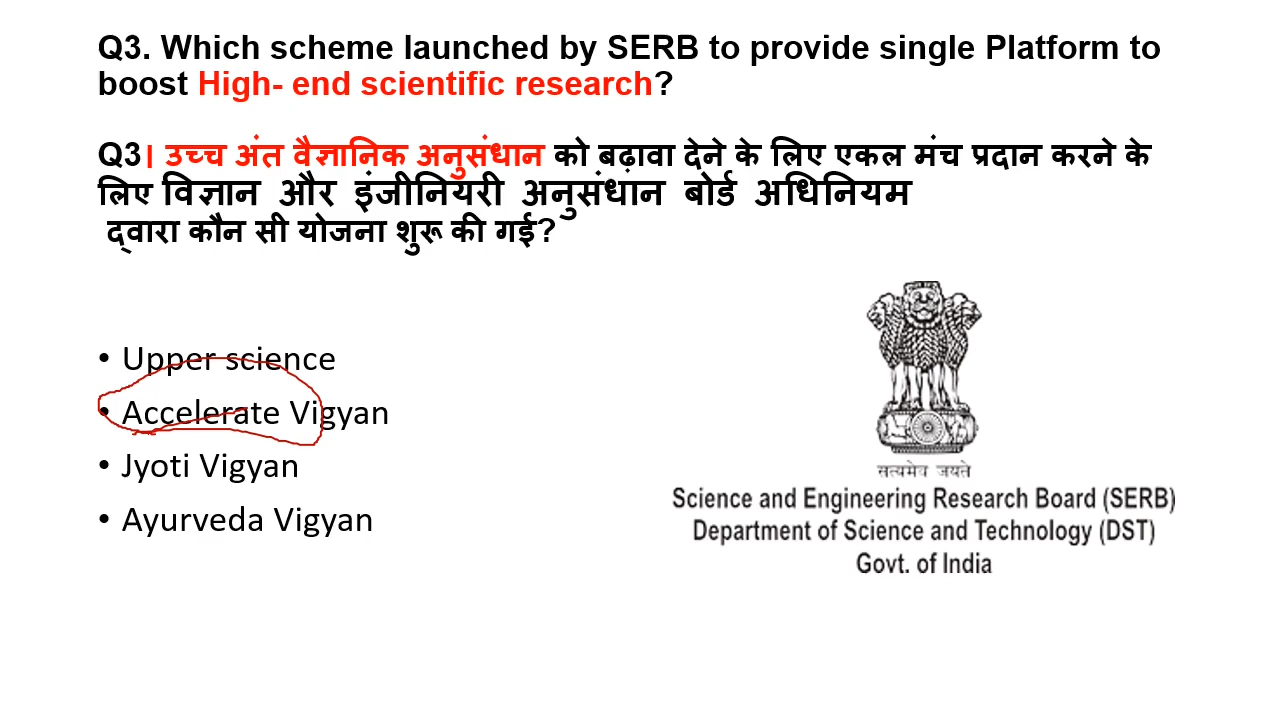 Q3. Which scheme launched by SERB to provide single Platform to
boost High- end scientific research?
Q3। उच्च अंत वैज्ञानिक अनुसंधान को बढ़ावा देने के लिए एकल मंच प्रदान करने के
लिए विज्ञान और इंजीनियरी अनुसंधान बोर्ड अधिनियम
द्वारा कौन सी योजना शुरू की गई?
• Upper science
• Accelerate Vigyan
• Jyoti Vigyan
• Ayurveda Vigyan
सत्यमेव जयते
Science and Engineering Research Board (SERB)
Department of Science and Technology (DST)
Govt. of India